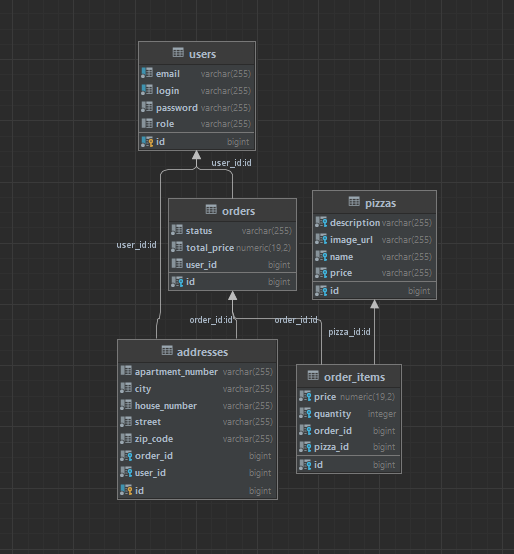 users
email varchar(255)
login varchar(255)
password varchar(255)
role varchar(255)
id bigint
user_id:id
orders
status varchar(255)
total_price numeric(19,2)
user_id bigint
id bigint
pizzas
description varchar(255)
image_url varchar(255)
name varchar(255)
price varchar(255)
id bigint
user_id:id
order_id:id
order_id:id
pizza_id:id
addresses
apartment_number varchar(255)
city varchar(255)
house_number varchar(255)
street varchar(255)
zip_code varchar(255)
order_id bigint
user_id bigint
id bigint
order_items
price numeric(19,2)
quantity integer
order_id bigint
pizza_id bigint
id bigint